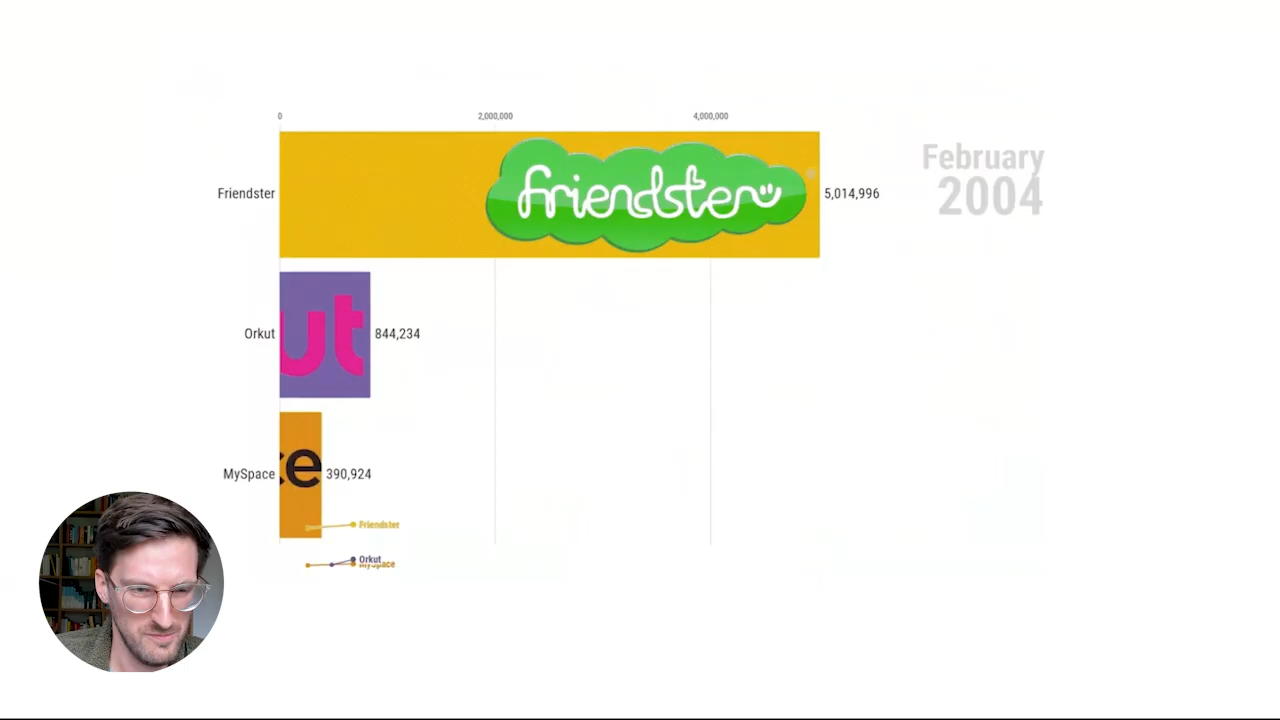 0 2,000,000 4,000,000
February
2004
Friendster friendster 5,014,996
Orkut ut 844,234
MySpace ce 390,924
Friendster
Orkut
MySpace